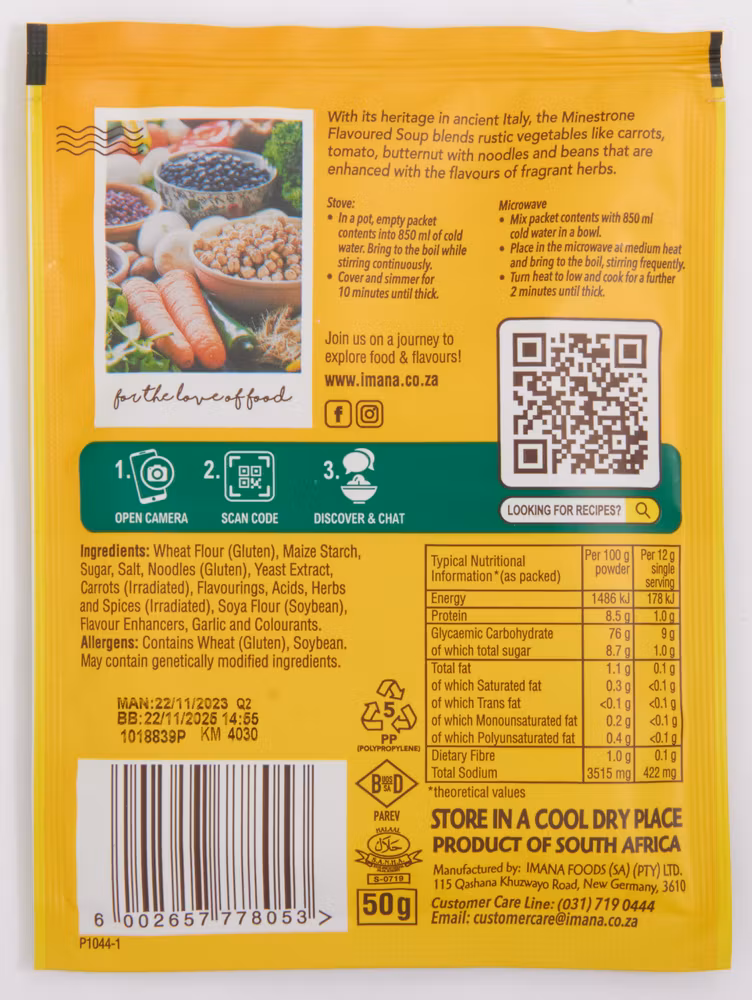 With its heritage in ancient Italy, the Minestrone
Flavoured Soup blends rustic vegetables like carrots,
tomato, butternut with noodles and beans that are
enhanced with the flavours of fragrant herbs.
for the love of food
Stove:
• In a pot, empty packet
contents into 850 ml of cold
water. Bring to the boil while
stirring continuously.
• Cover and simmer for
10 minutes until thick.
Microwave
• Mix packet contents with 850 ml
cold water in a bowl.
• Place in the microwave at medium heat
and bring to the boil, stirring frequently.
• Turn heat to low and cook for a further
2 minutes until thick.
Join us on a journey to
explore food & flavours!
www.imana.co.za
1. OPEN CAMERA
2. SCAN CODE
3. DISCOVER & CHAT
LOOKING FOR RECIPES?
Ingredients: Wheat Flour (Gluten), Maize Starch,
Sugar, Salt, Noodles (Gluten), Yeast Extract,
Carrots (Irradiated), Flavourings, Acids, Herbs
and Spices (Irradiated), Soya Flour (Soybean),
Flavour Enhancers, Garlic and Colourants.
Allergens: Contains Wheat (Gluten), Soybean.
May contain genetically modified ingredients.
MAN:22/11/2023 Q2
BB:22/11/2025 14:55
1018839P KM 4030
Typical Nutritional Information*(as packed) Per 100 g powder Per 12 g single serving
Energy 1486 kJ 178 kJ
Protein 8.5 g 1.0 g
Glycaemic Carbohydrate 76 g 9 g
of which total sugar 8.7 g 1.0 g
Total fat 1.1 g 0.1 g
of which Saturated fat 0.3 g <0.1 g
of which Trans fat <0.1 g <0.1 g
of which Monounsaturated fat 0.2 g <0.1 g
of which Polyunsaturated fat 0.4 g <0.1 g
Dietary Fibre 1.0 g 0.1 g
Total Sodium 3515 mg 422 mg
*theoretical values
5
PP
(POLYPROPYLENE)
B UOS SA D
PAREV
HALAAL
حلال
S.A.N.H.A.
S-0719
50g
STORE IN A COOL DRY PLACE
PRODUCT OF SOUTH AFRICA
Manufactured by: IMANA FOODS (SA) (PTY) LTD.
115 Qashana Khuzwayo Road, New Germany, 3610
Customer Care Line: (031) 719 0444
Email: customercare@imana.co.za
6 002657 778053 >
P1044-1